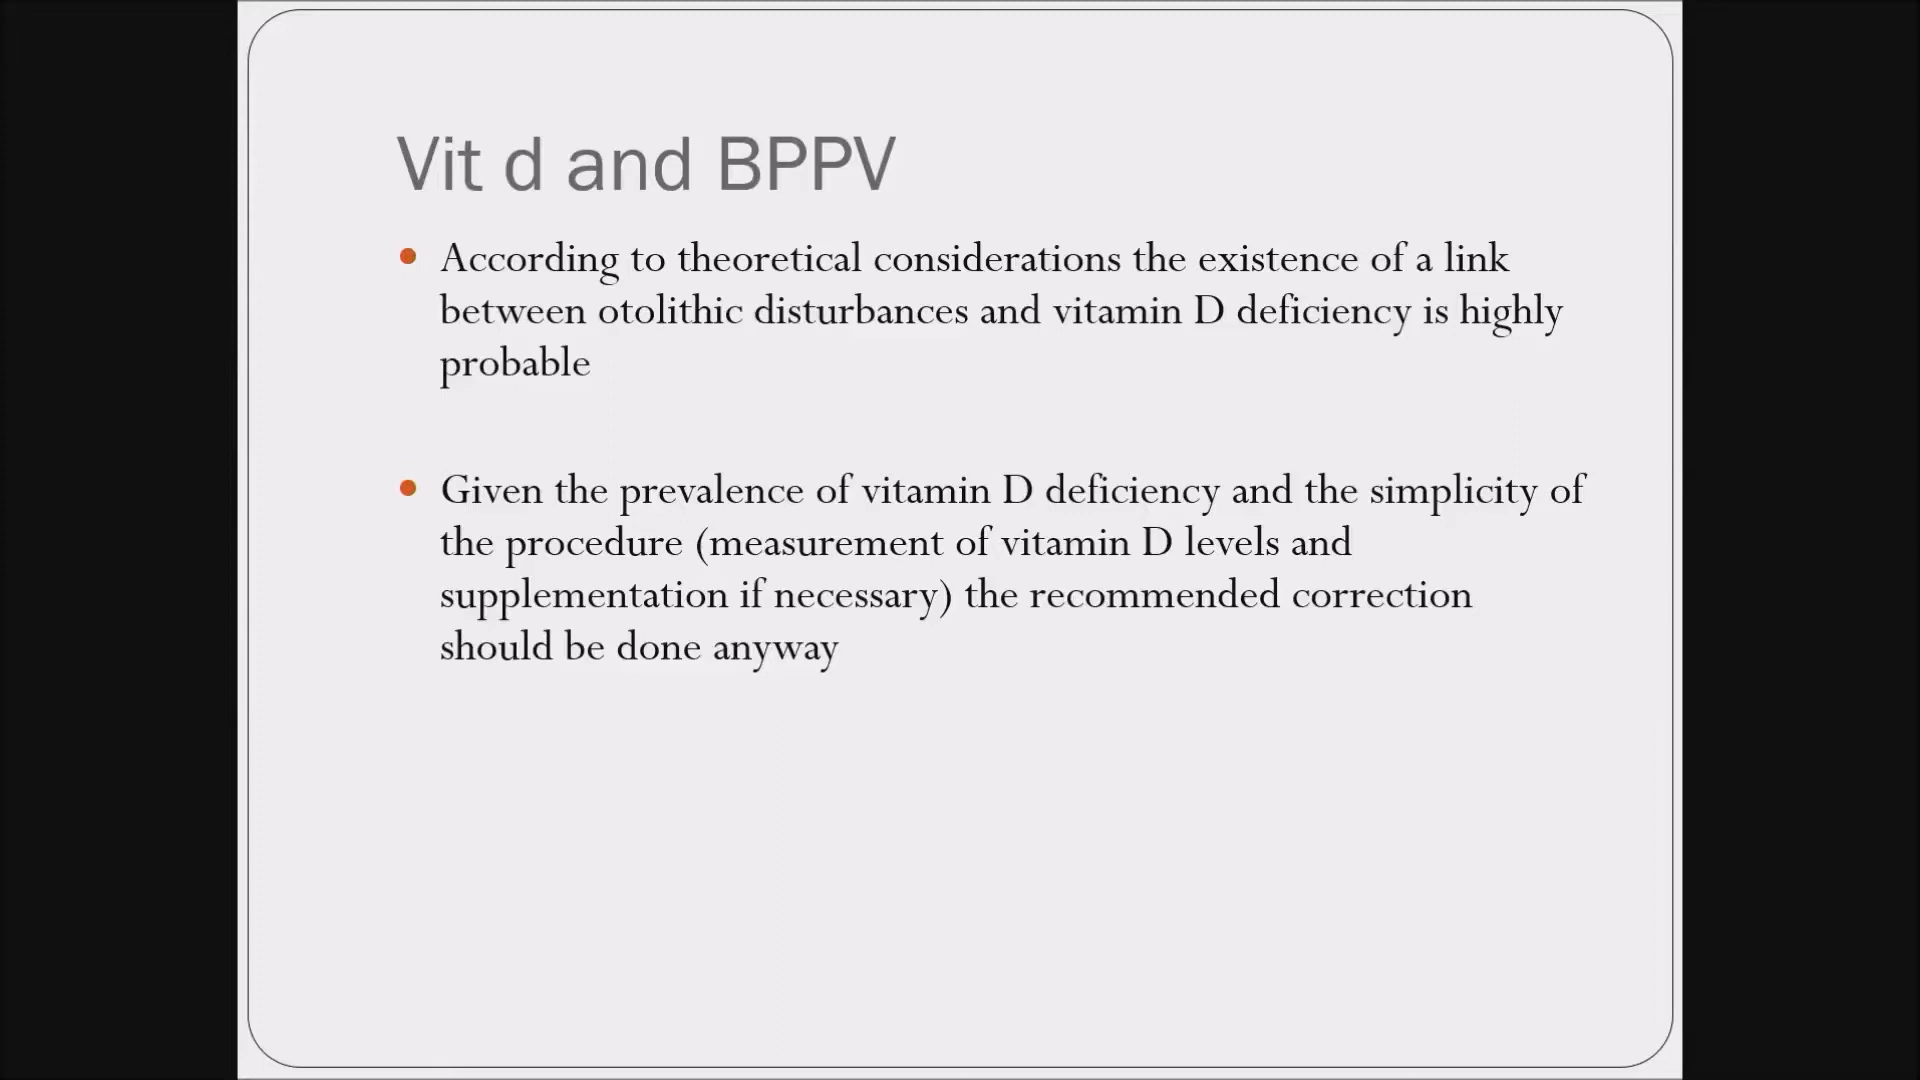 Vit d and BPPV
According to theoretical considerations the existence of a link
between otolithic disturbances and vitamin D deficiency is highly
probable
Given the prevalence of vitamin D deficiency and the simplicity of
the procedure (measurement of vitamin D levels and
supplementation if necessary) the recommended correction
should be done anyway